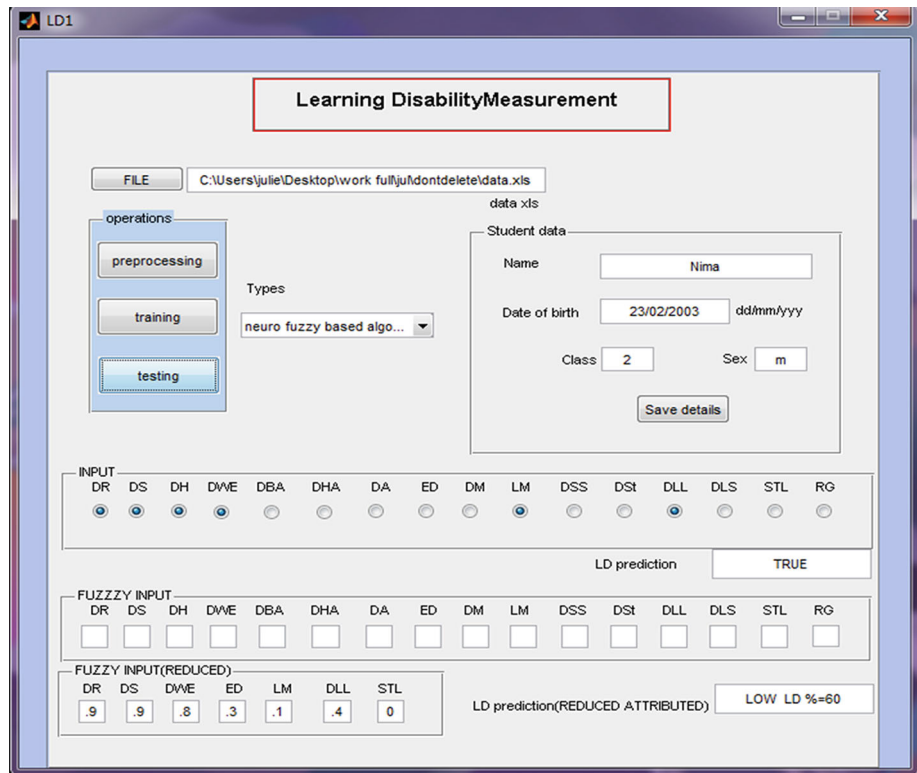 LD1
Learning DisabilityMeasurement
FILE
C:\Users\julie\Desktop\work full\jul\dontdelete\data.xls
data xls
operations
preprocessing
training
testing
Types
neuro fuzzy based algo...
Student data
Name
Nima
Date of birth
23/02/2003
dd/mm/yyy
Class
2
Sex
m
Save details
INPUT
DR DS DH DWE DBA DHA DA ED DM LM DSS DSt DLL DLS STL RG
LD prediction
TRUE
FUZZZY INPUT
DR DS DH DWE DBA DHA DA ED DM LM DSS DSt DLL DLS STL RG
FUZZY INPUT(REDUCED)
DR DS DWE ED LM DLL STL
.9 .9 .8 .3 .1 .4 0
LD prediction(REDUCED ATTRIBUTED)
LOW LD %=60